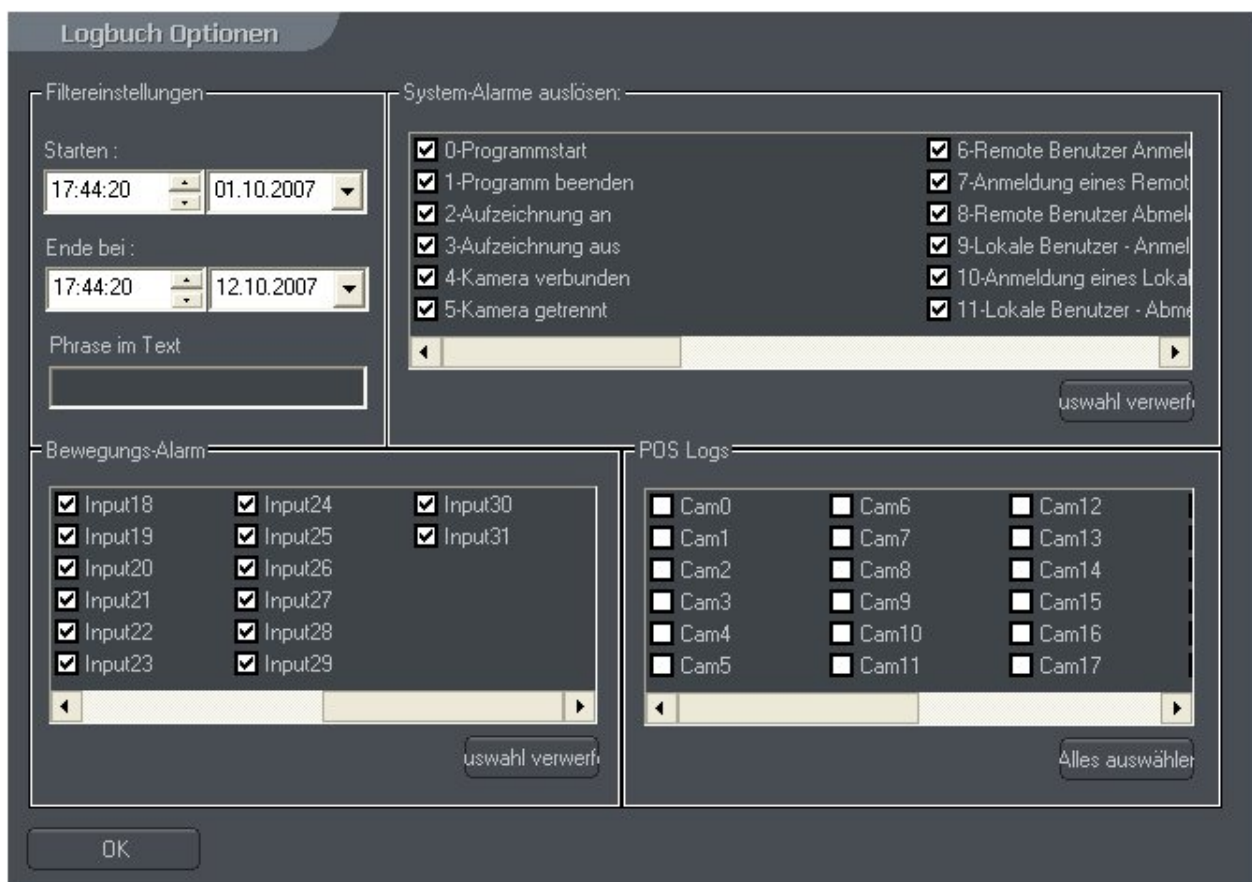 Logbuch Optionen
Filtereinstellungen
Starten :
17:44:20 01.10.2007
Ende bei :
17:44:20 12.10.2007
Phrase im Text
System-Alarme auslösen:
0-Programmstart
1-Programm beenden
2-Aufzeichnung an
3-Aufzeichnung aus
4-Kamera verbunden
5-Kamera getrennt
6-Remote Benutzer Anmel
7-Anmeldung eines Remot
8-Remote Benutzer Abmel
9-Lokale Benutzer - Anmel
10-Anmeldung eines Lokal
11-Lokale Benutzer - Abme
uswahl verwerf
Bewegungs-Alarm
Input18
Input19
Input20
Input21
Input22
Input23
Input24
Input25
Input26
Input27
Input28
Input29
Input30
Input31
uswahl verwerf
POS Logs
Cam0
Cam1
Cam2
Cam3
Cam4
Cam5
Cam6
Cam7
Cam8
Cam9
Cam10
Cam11
Cam12
Cam13
Cam14
Cam15
Cam16
Cam17
Alles auswähler
OK